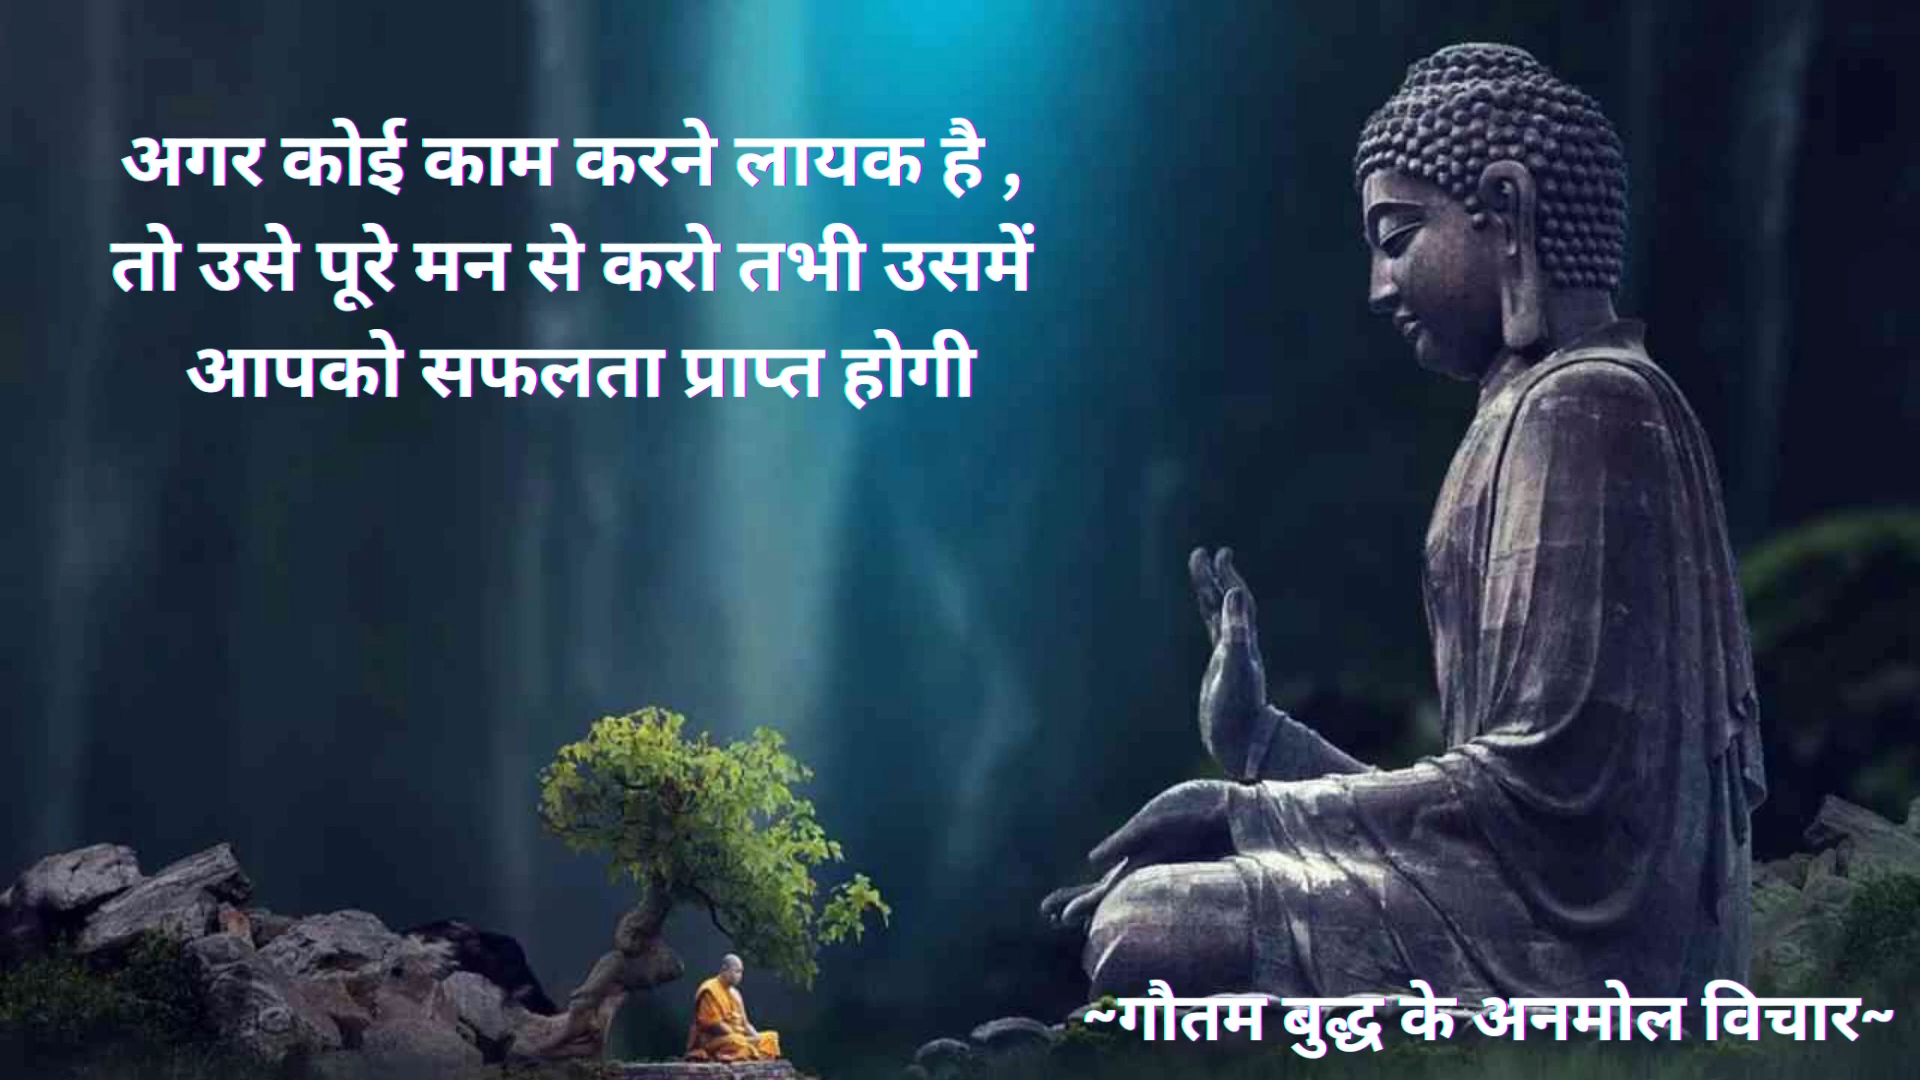 अगर कोई काम करने लायक है ,
तो उसे पूरे मन से करो तभी उसमें
आपको सफलता प्राप्त होगी
~गौतम बुद्ध के अनमोल विचार~